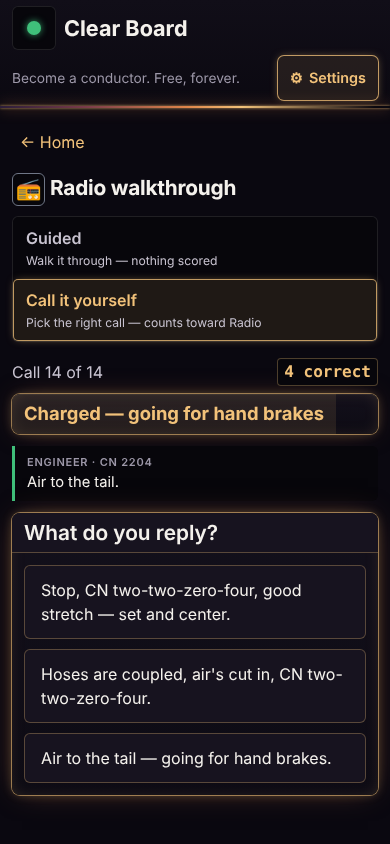 Clear Board
Become a conductor. Free, forever.
⚙ Settings
← Home
📻 Radio walkthrough
Guided
Walk it through — nothing scored
Call it yourself
Pick the right call — counts toward Radio
Call 14 of 14
4 correct
Charged — going for hand brakes
ENGINEER · CN 2204
Air to the tail.
What do you reply?
Stop, CN two-two-zero-four, good
stretch — set and center.
Hoses are coupled, air's cut in, CN two-
two-zero-four.
Air to the tail — going for hand brakes.